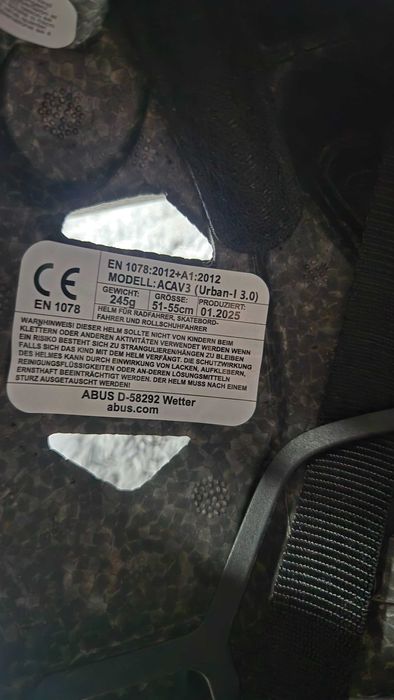 CE
EN 1078
EN 1078:2012+A1:2012
MODELL: ACAV3 (Urban-I 3.0)
GEWICHT:
245g
GRÖSSE:
51-55cm
PRODUZIERT:
01.2025
HELM FÜR RADFAHRER, SKATEBORD-
FAHRER UND ROLLSCHUHFAHRER
WARNHINWEIS! DIESER HELM SOLLTE NICHT VON KINDERN BEIM
KLETTERN ODER ANDEREN AKTIVITÄTEN VERWENDET WERDEN WENN
EIN RISIKO BESTEHT SICH ZU STRANGULIEREN/HÄNGEN ZU BLEIBEN
FALLS SICH DAS KIND MIT DEM HELM VERFÄNGT. DIE SCHUTZWIRKUNG
DES HELMES KANN DURCH EINWIRKUNG VON LACKEN, AUFKLEBERN,
REINIGUNGSFLÜSSIGKEITEN ODER AN-DEREN LÖSUNGSMITTELN
ERNSTHAFT BEEINTRÄCHTIGT WERDEN. DER HELM MUSS NACH EINEM
STURZ AUSGETAUSCHT WERDEN!
ABUS D-58292 Wetter
abus.com